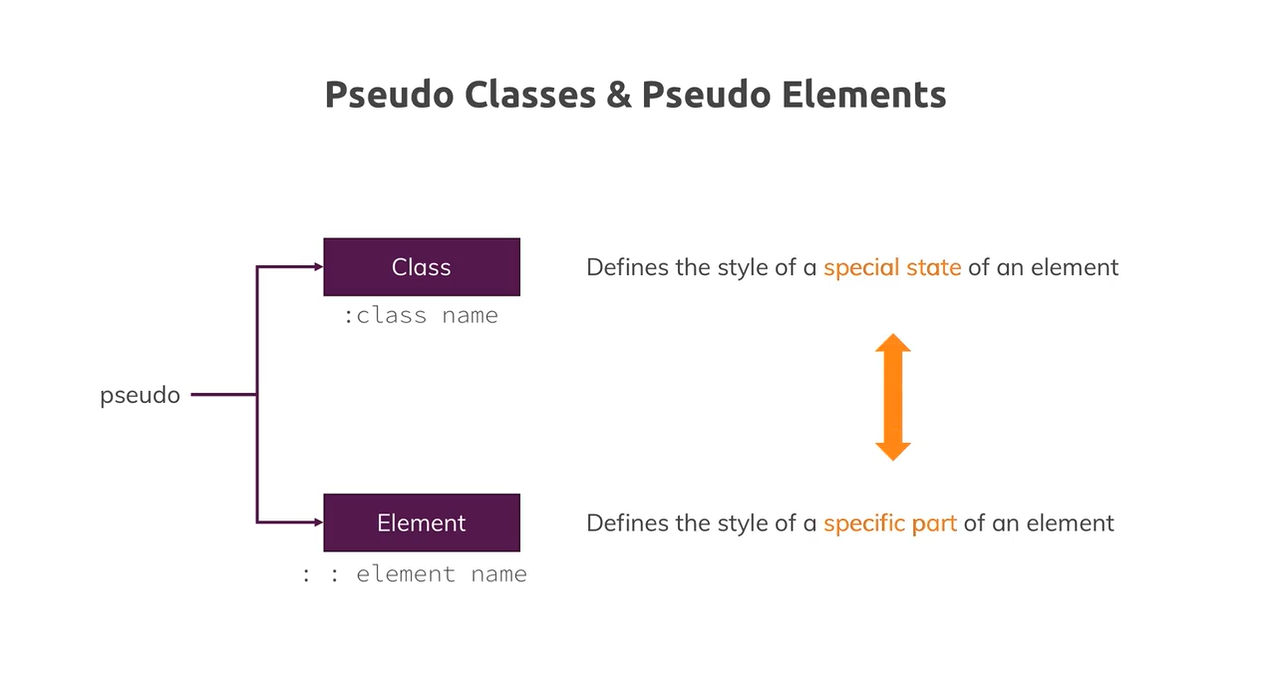 Pseudo Classes & Pseudo Elements
Class
Defines the style of a special state of an element
:class name
pseudo
Element
Defines the style of a specific part of an element
: : element name